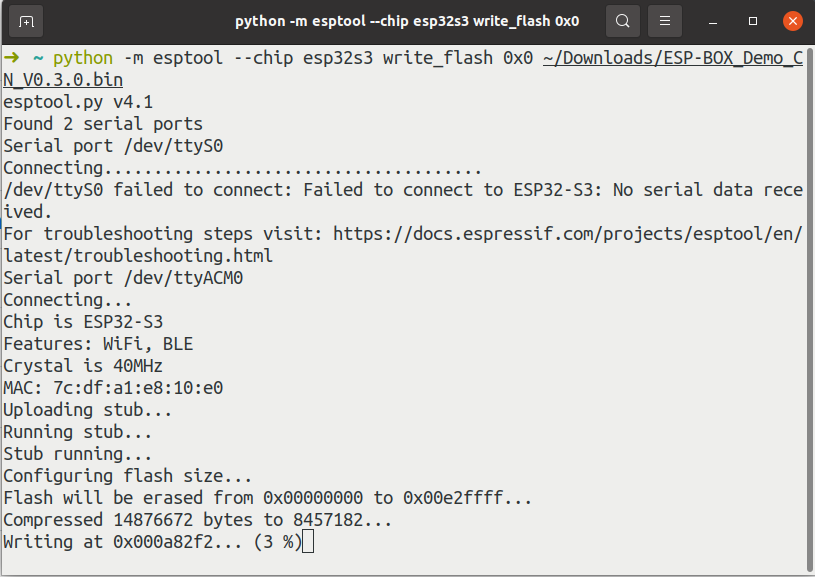 python -m esptool --chip esp32s3 write_flash 0x0
➜ ~ python -m esptool --chip esp32s3 write_flash 0x0 ~/Downloads/ESP-BOX_Demo_C
N_V0.3.0.bin
esptool.py v4.1
Found 2 serial ports
Serial port /dev/ttyS0
Connecting......................................
/dev/ttyS0 failed to connect: Failed to connect to ESP32-S3: No serial data rece
ived.
For troubleshooting steps visit: https://docs.espressif.com/projects/esptool/en/
latest/troubleshooting.html
Serial port /dev/ttyACM0
Connecting...
Chip is ESP32-S3
Features: WiFi, BLE
Crystal is 40MHz
MAC: 7c:df:a1:e8:10:e0
Uploading stub...
Running stub...
Stub running...
Configuring flash size...
Flash will be erased from 0x00000000 to 0x00e2ffff...
Compressed 14876672 bytes to 8457182...
Writing at 0x000a82f2... (3 %)